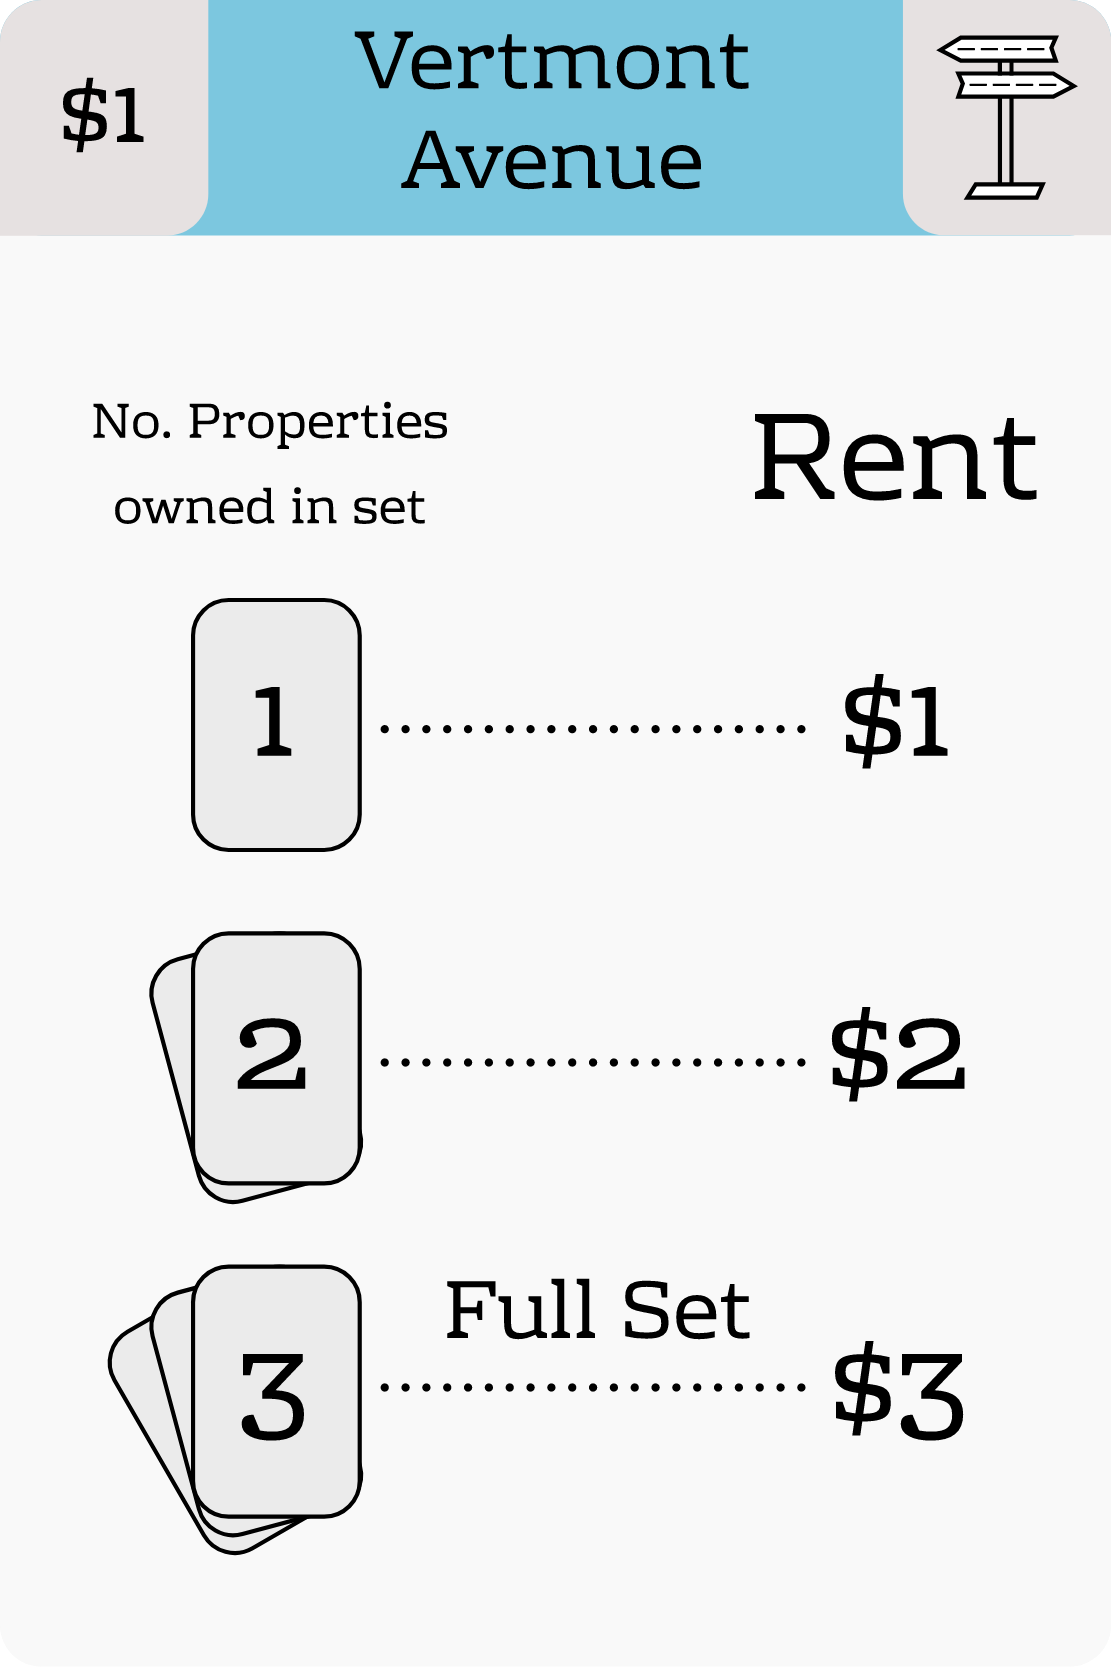 $1
Vertmont
Avenue
No. Properties
owned in set
Rent
1
$1
2
$2
Full Set
3
$3